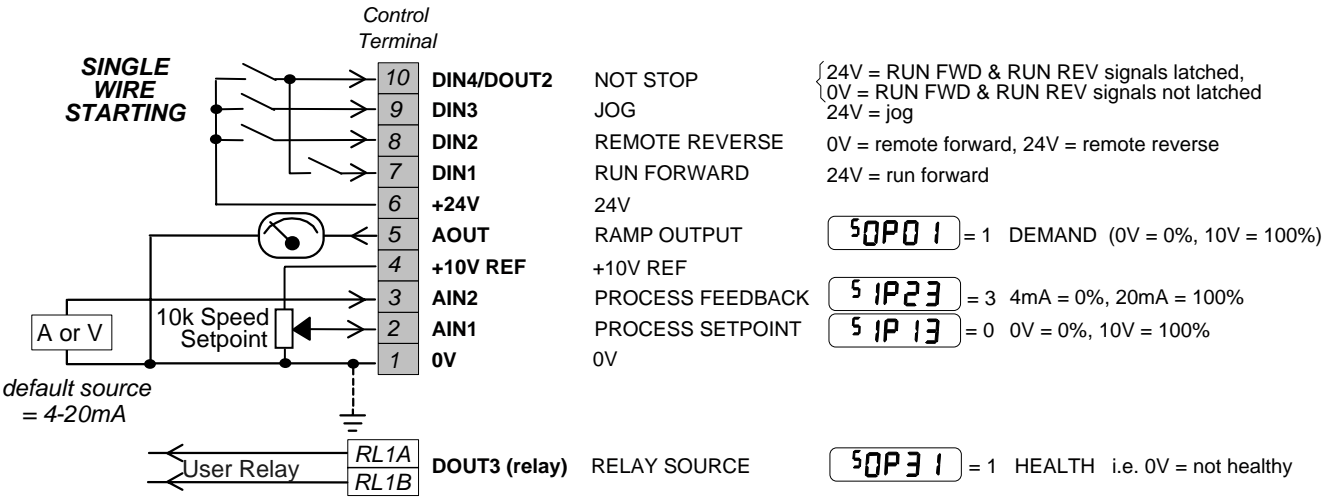 Control
Terminal
SINGLE
WIRE
STARTING
10 DIN4/DOUT2 NOT STOP 24V = RUN FWD & RUN REV signals latched,
0V = RUN FWD & RUN REV signals not latched
9 DIN3 JOG 24V = jog
8 DIN2 REMOTE REVERSE 0V = remote forward, 24V = remote reverse
7 DIN1 RUN FORWARD 24V = run forward
6 +24V 24V
5 AOUT RAMP OUTPUT SOP01 = 1 DEMAND (0V = 0%, 10V = 100%)
4 +10V REF +10V REF
3 AIN2 PROCESS FEEDBACK SIP23 = 3 4mA = 0%, 20mA = 100%
2 AIN1 PROCESS SETPOINT SIP13 = 0 0V = 0%, 10V = 100%
1 0V 0V
10k Speed
Setpoint
A or V
default source
= 4-20mA
User Relay
RL1A
RL1B
DOUT3 (relay) RELAY SOURCE SOP31 = 1 HEALTH i.e. 0V = not healthy